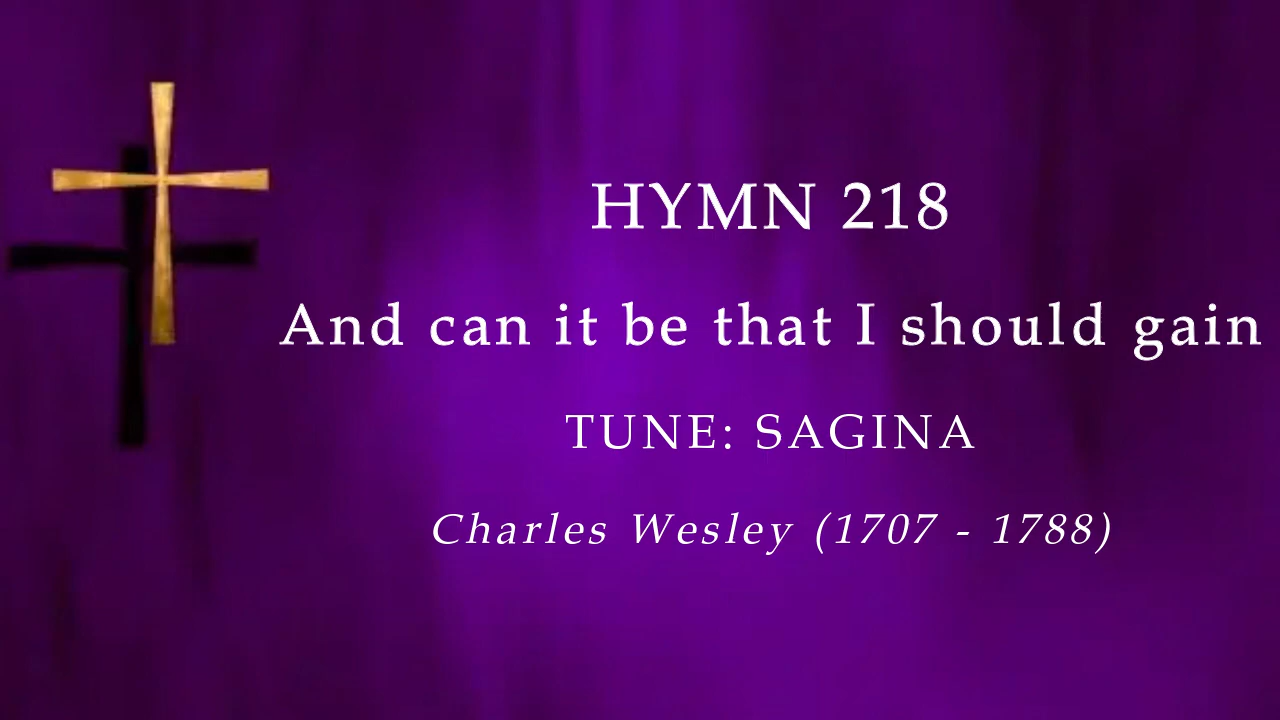 HYMN 218
And can it be that I should gain
TUNE: SAGINA
Charles Wesley (1707 - 1788)